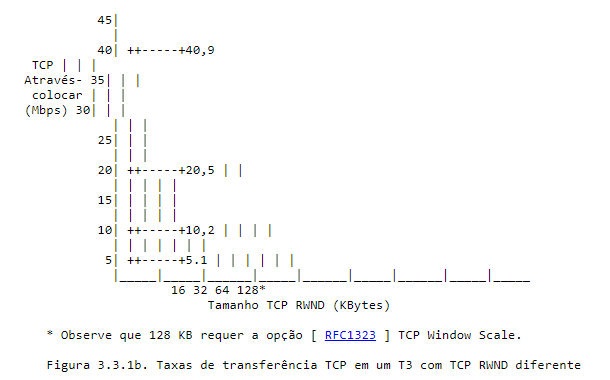 45|
|
40| ++-----+40,9
TCP | | |
Através- 35| | |
colocar | | |
(Mbps) 30| | |
| | |
25| | |
| | |
20| ++-----+20,5 | |
| | | | |
15| | | | |
| | | | |
10| ++-----+10,2 | | | |
| | | | | | |
5| ++-----+5.1 | | | | | |
|_____|_____|______|_____|______|_____|______|_____|_____
16 32 64 128*
Tamanho TCP RWND (KBytes)
* Observe que 128 KB requer a opção [ RFC1323 ] TCP Window Scale.
Figura 3.3.1b. Taxas de transferência TCP em um T3 com TCP RWND diferente